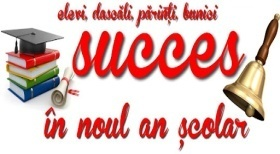 elevi, dascăli, părinți, bunici
succes
în noul an școlar